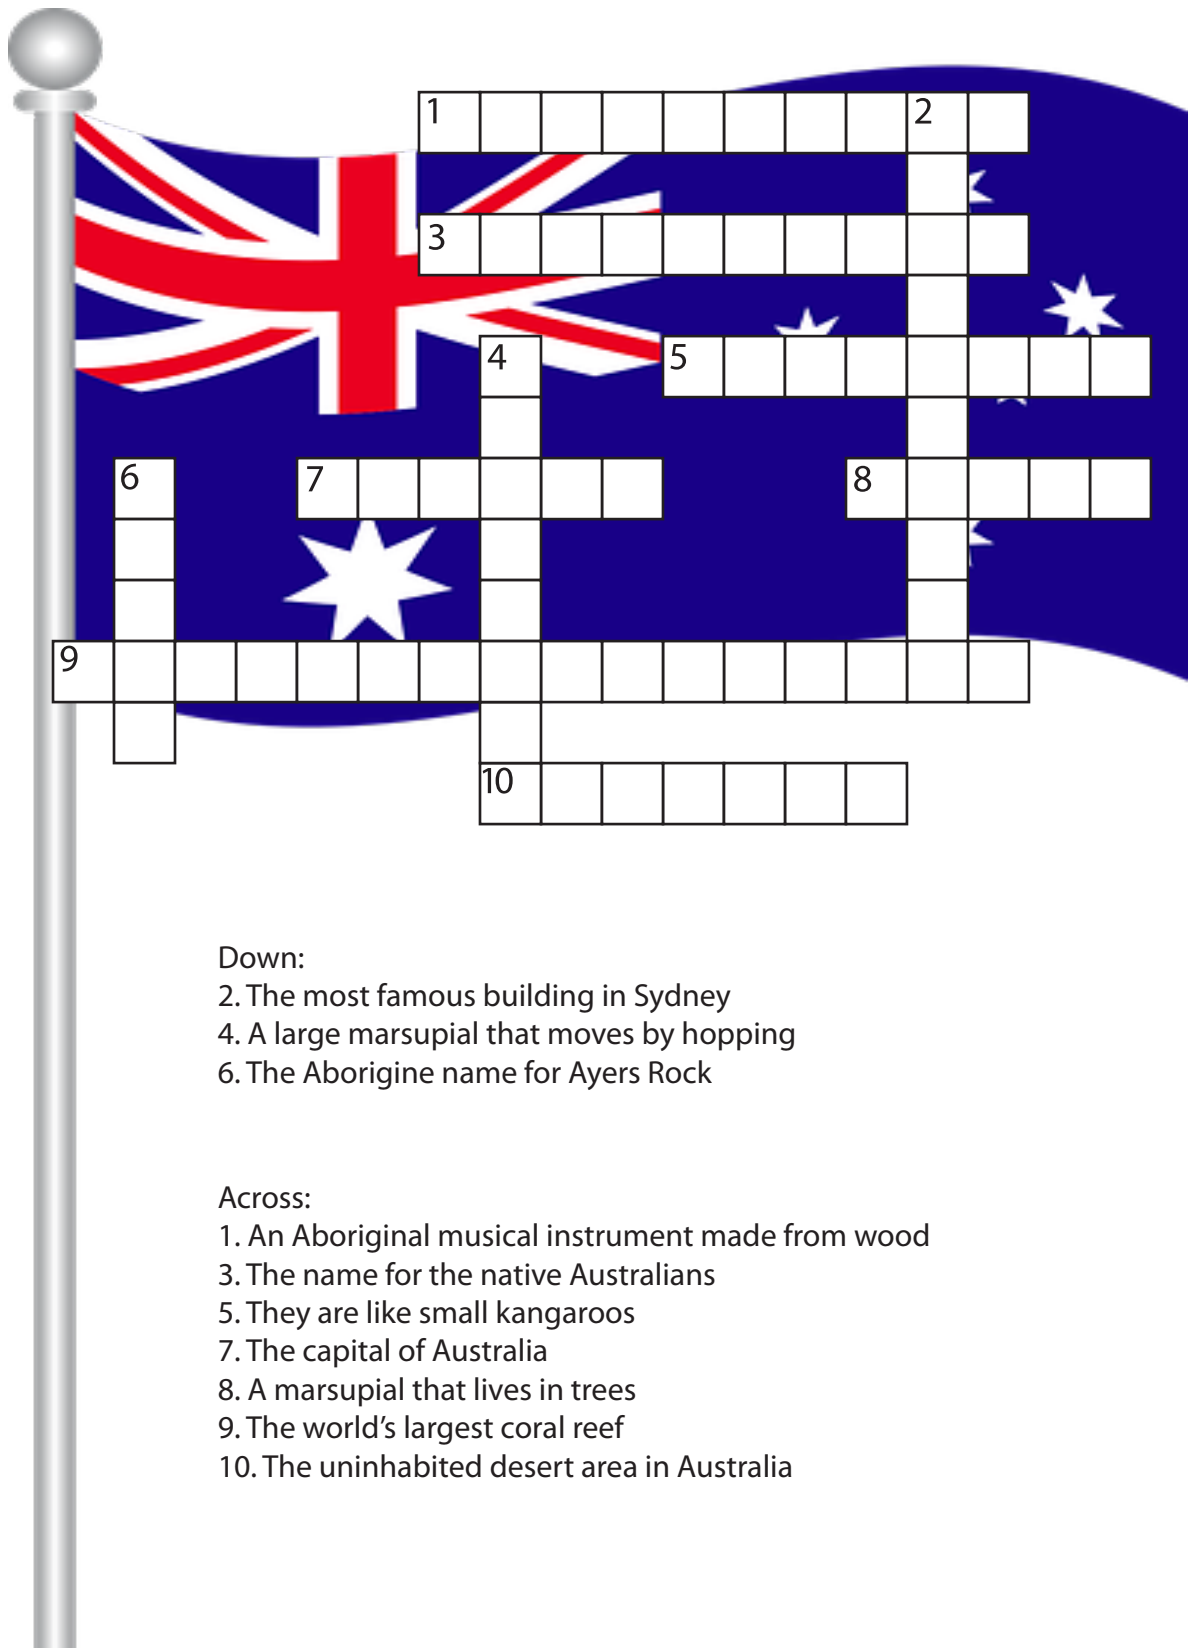 1 2
3
4 5
6 7 8
9
10
Down:
2. The most famous building in Sydney
4. A large marsupial that moves by hopping
6. The Aborigine name for Ayers Rock
Across:
1. An Aboriginal musical instrument made from wood
3. The name for the native Australians
5. They are like small kangaroos
7. The capital of Australia
8. A marsupial that lives in trees
9. The world’s largest coral reef
10. The uninhabited desert area in Australia